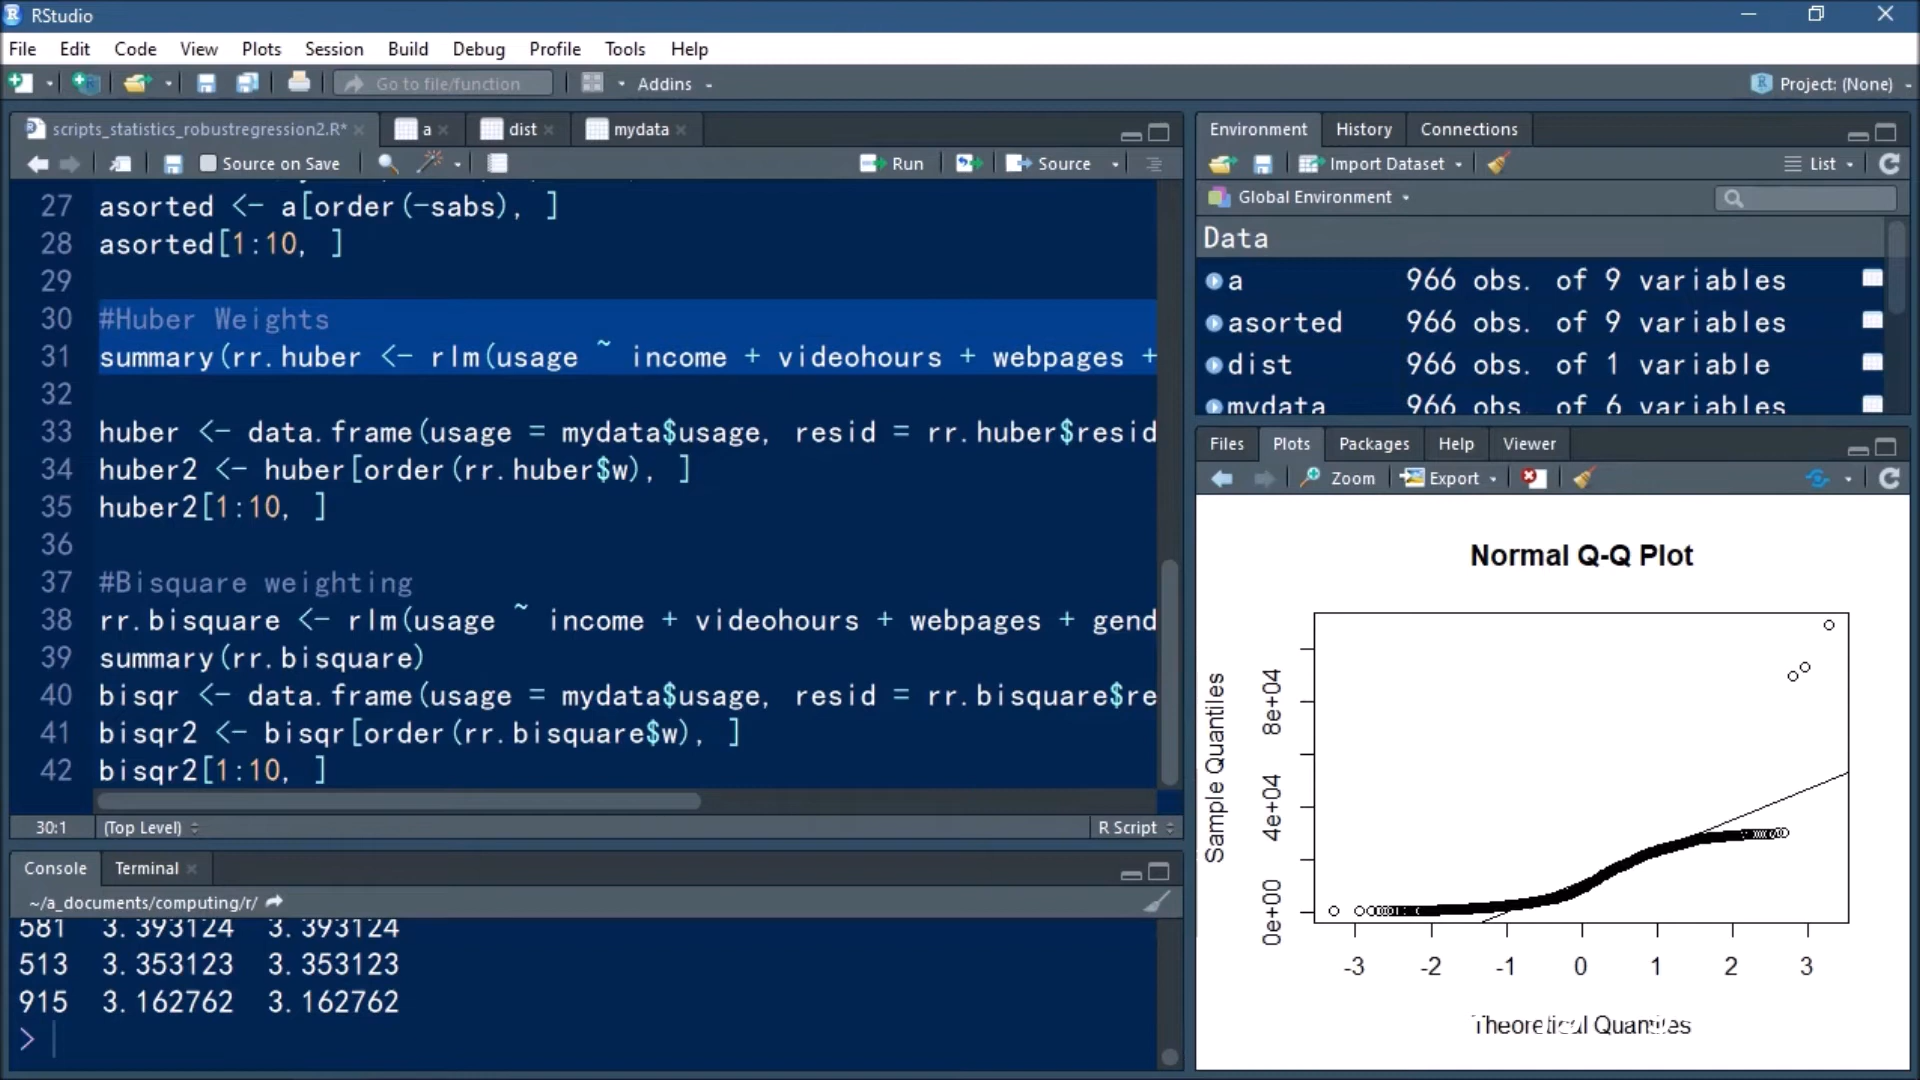 RStudio
File Edit Code View Plots Session Build Debug Profile Tools Help
Go to file/function Addins Project: (None)
scripts_statistics_robustregression2.R* a dist mydata
Source on Save Run Source
27 asorted <- a[order(-sabs), ]
28 asorted[1:10, ]
29
30 #Huber Weights
31 summary(rr.huber <- rlm(usage ~ income + videohours + webpages +
32
33 huber <- data.frame(usage = mydata$usage, resid = rr.huber$resid
34 huber2 <- huber[order(rr.huber$w), ]
35 huber2[1:10, ]
36
37 #Bisquare weighting
38 rr.bisquare <- rlm(usage ~ income + videohours + webpages + gend
39 summary(rr.bisquare)
40 bisqr <- data.frame(usage = mydata$usage, resid = rr.bisquare$re
41 bisqr2 <- bisqr[order(rr.bisquare$w), ]
42 bisqr2[1:10, ]
30:1 (Top Level) R Script
Console Terminal
~/a_documents/computing/r/
581 3.393124 3.393124
513 3.353123 3.353123
915 3.162762 3.162762
>
Environment History Connections
Import Dataset List
Global Environment
Data
a 966 obs. of 9 variables
asorted 966 obs. of 9 variables
dist 966 obs. of 1 variable
mydata 966 obs. of 6 variables
Files Plots Packages Help Viewer
Zoom Export
Normal Q-Q Plot
Sample Quantiles
0e+00 4e+04 8e+04
-3 -2 -1 0 1 2 3
Theoretical Quantiles